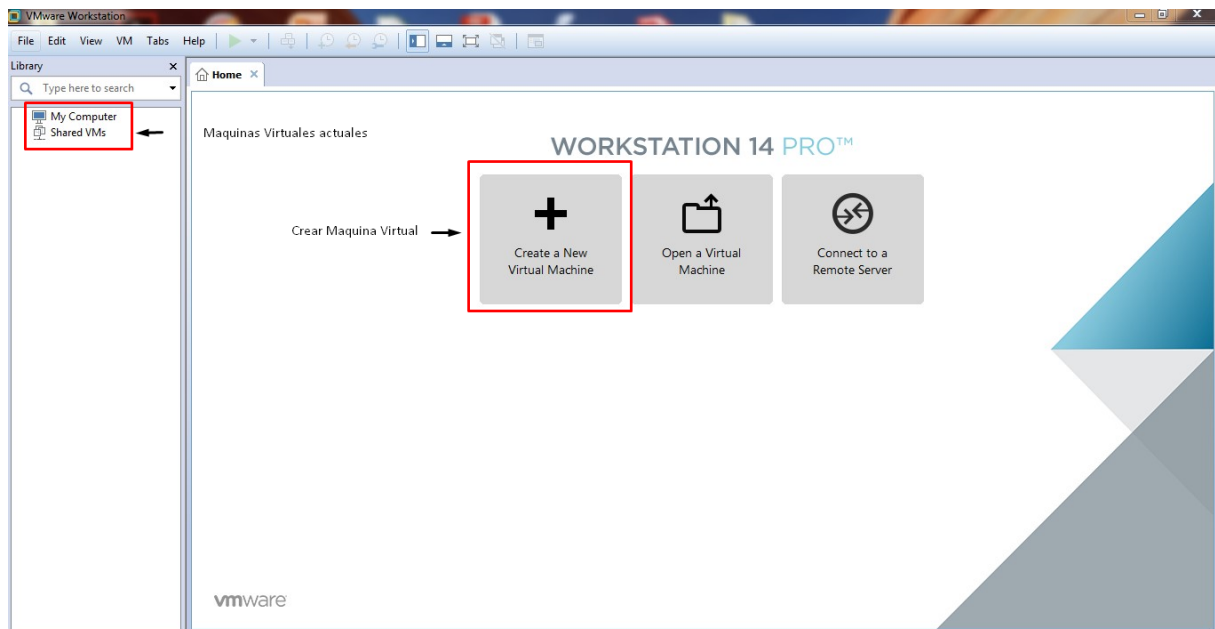 VMware Workstation
File Edit View VM Tabs Help
Library
Home
Type here to search
My Computer
Shared VMs
Maquinas Virtuales actuales
WORKSTATION 14 PRO™
Crear Maquina Virtual
Create a New
Virtual Machine
Open a Virtual
Machine
Connect to a
Remote Server
vmware